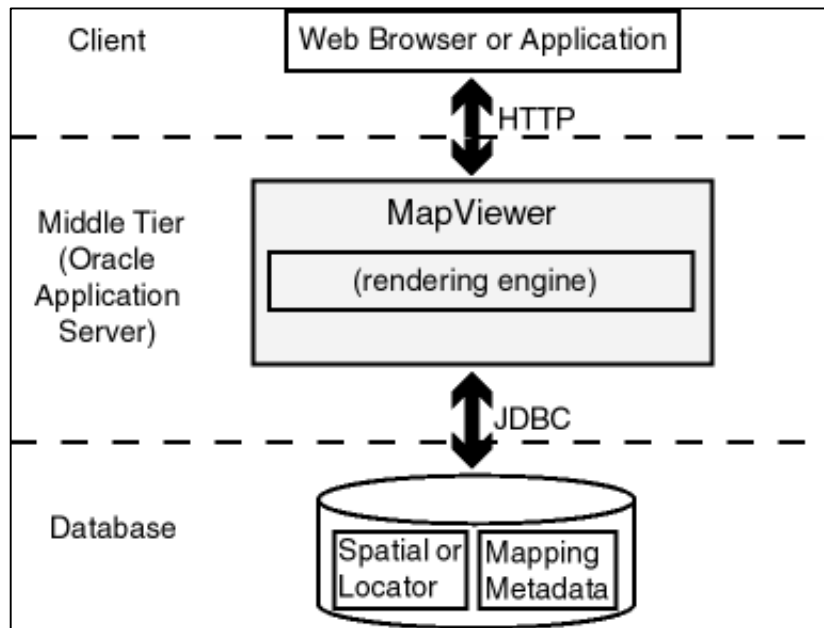 Client
Web Browser or Application
HTTP
Middle Tier
(Oracle
Application
Server)
MapViewer
(rendering engine)
JDBC
Database
Spatial or
Locator
Mapping
Metadata